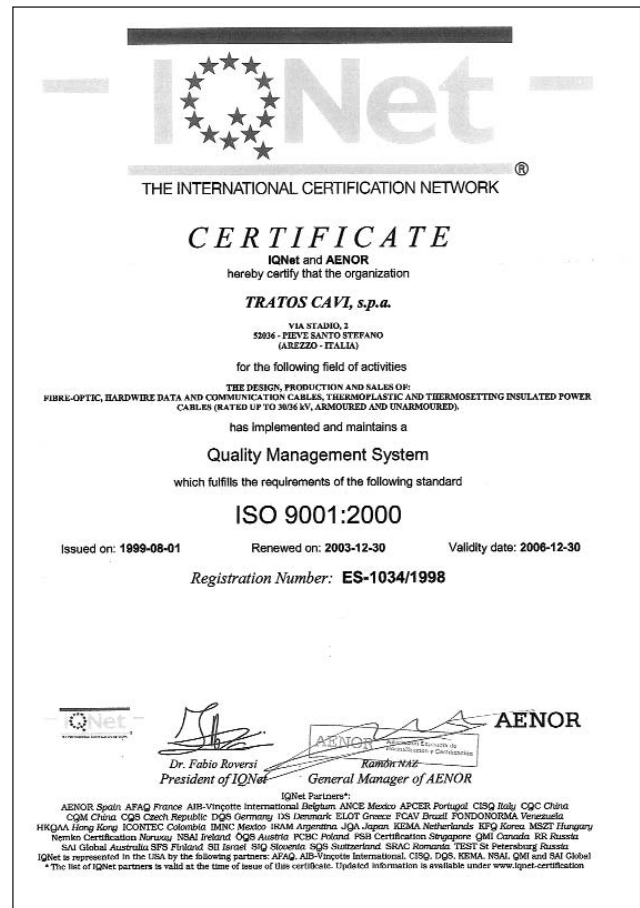 IQNet
®
THE INTERNATIONAL CERTIFICATION NETWORK
CERTIFICATE
IQNet and AENOR
hereby certify that the organization
TRATOS CAVI, s.p.a.
VIA STADIO, 2
52036 - PIEVE SANTO STEFANO
(AREZZO - ITALIA)
for the following field of activities
THE DESIGN, PRODUCTION AND SALES OF:
FIBRE-OPTIC, HARDWIRE DATA AND COMMUNICATION CABLES, THERMOPLASTIC AND THERMOSETTING INSULATED POWER
CABLES (RATED UP TO 30/36 kV, ARMOURED AND UNARMOURED).
has implemented and maintains a
Quality Management System
which fulfills the requirements of the following standard
ISO 9001:2000
Issued on: 1999-08-01 Renewed on: 2003-12-30 Validity date: 2006-12-30
Registration Number: ES-1034/1998
IQNet
AENOR
AENOR Asociación Española de
Normalización y Certificación
Dr. Fabio Roversi Ramón NAZ
President of IQNet General Manager of AENOR
IQNet Partners*:
AENOR Spain AFAQ France AIB-Vinçotte International Belgium ANCE Mexico APCER Portugal CISQ Italy CQC China
CQM China CQS Czech Republic DQS Germany DS Denmark ELOT Greece FCAV Brazil FONDONORMA Venezuela
HKQAA Hong Kong ICONTEC Colombia IMNC Mexico IRAM Argentina JQA Japan KEMA Netherlands KFQ Korea MSZT Hungary
Nemko Certification Norway NSAI Ireland ÖQS Austria PCBC Poland PSB Certification Singapore QMI Canada RR Russia
SAI Global Australia SFS Finland SII Israel SIQ Slovenia SQS Switzerland SRAC Romania TEST St Petersburg Russia
IQNet is represented in the USA by the following partners: AFAQ, AIB-Vinçotte International, CISQ, DQS, KEMA, NSAI, QMI and SAI Global
* The list of IQNet partners is valid at the time of issue of this certificate. Updated information is available under www.iqnet-certification